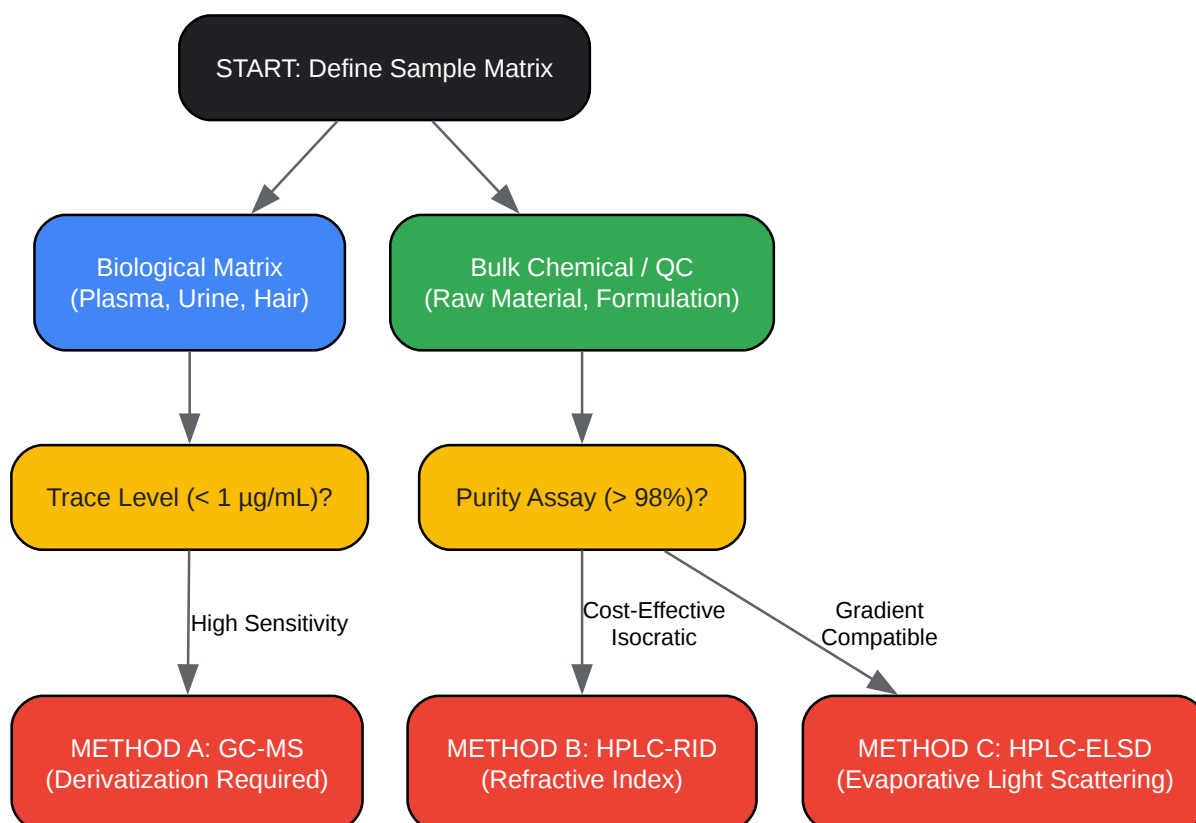 START: Define Sample Matrix
Biological Matrix
(Plasma, Urine, Hair)
Bulk Chemical / QC
(Raw Material, Formulation)
Trace Level (< 1 µg/mL)?
Purity Assay (> 98%)?
High Sensitivity
Cost-Effective
Isocratic
Gradient
Compatible
METHOD A: GC-MS
(Derivatization Required)
METHOD B: HPLC-RID
(Refractive Index)
METHOD C: HPLC-ELSD
(Evaporative Light Scattering)